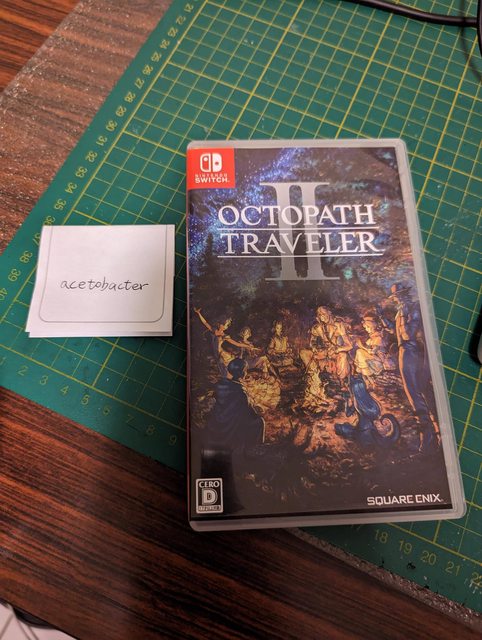 NINTENDO
SWITCH
OCTOPATH
TRAVELER
II
acetobacter
CERO
D
SQUARE ENIX